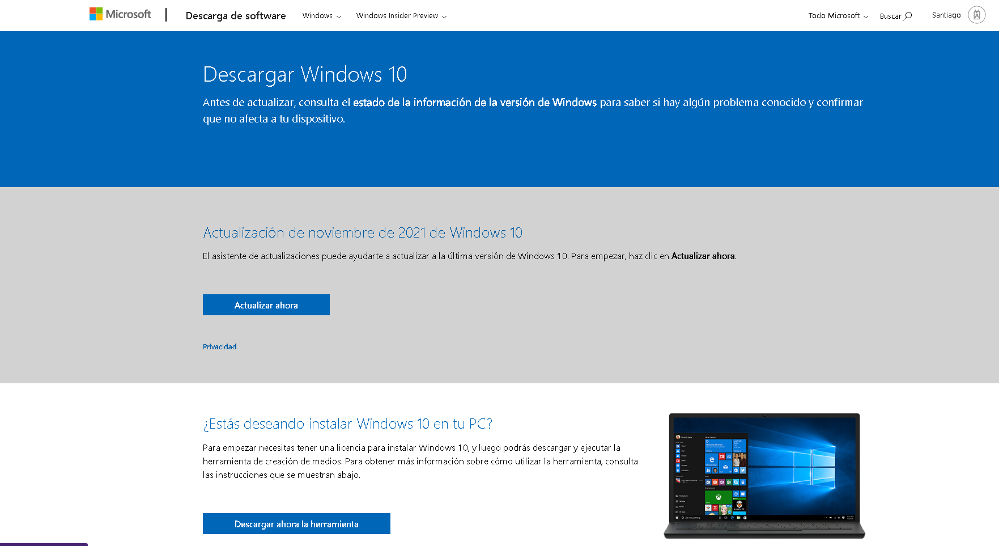 Microsoft
Descarga de software
Windows
Windows Insider Preview
Todo Microsoft
Buscar
Santiago
Descargar Windows 10
Antes de actualizar, consulta el estado de la información de la versión de Windows para saber si hay algún problema conocido y confirmar
que no afecta a tu dispositivo.
Actualización de noviembre de 2021 de Windows 10
El asistente de actualizaciones puede ayudarte a actualizar a la última versión de Windows 10. Para empezar, haz clic en Actualizar ahora.
Actualizar ahora
Privacidad
¿Estás deseando instalar Windows 10 en tu PC?
Para empezar necesitas tener una licencia para instalar Windows 10, y luego podrás descargar y ejecutar la
herramienta de creación de medios. Para obtener más información sobre cómo utilizar la herramienta, consulta
las instrucciones que se muestran abajo.
Descargar ahora la herramienta